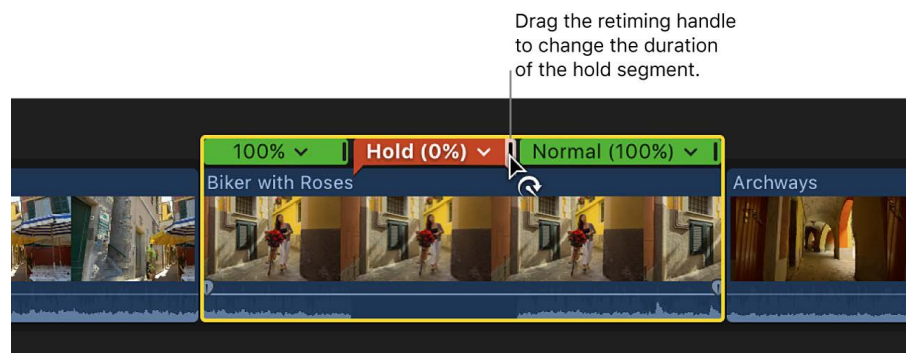 Drag the retiming handle
to change the duration
of the hold segment.
100%
Hold (0%)
Normal (100%)
Biker with Roses
Archways